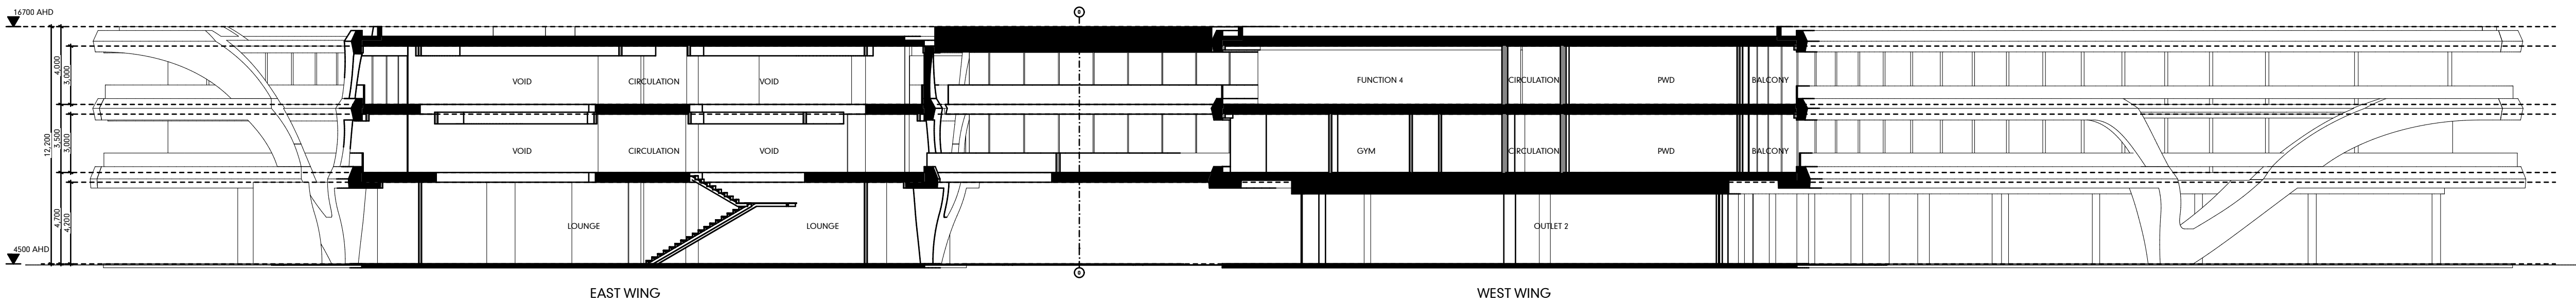 16700 AHD
8
4,000
3,000
VOID
CIRCULATION
VOID
FUNCTION 4
CIRCULATION
PWD
BALCONY
12,200
3,500
3,000
VOID
CIRCULATION
VOID
GYM
CIRCULATION
PWD
BALCONY
4,700
4,200
LOUNGE
LOUNGE
OUTLET 2
4500 AHD
8
EAST WING
WEST WING